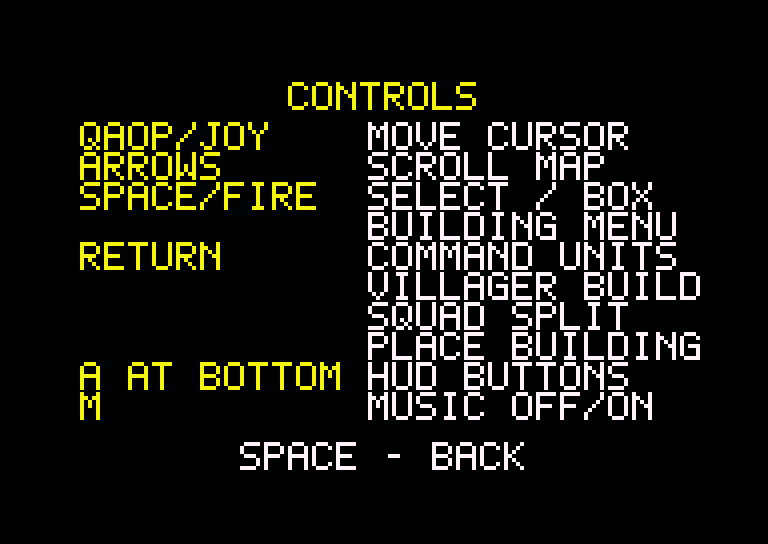 CONTROLS
QAOP/JOY MOVE CURSOR
ARROWS SCROLL MAP
SPACE/FIRE SELECT / BOX
BUILDING MENU
RETURN COMMAND UNITS
VILLAGER BUILD
SQUAD SPLIT
PLACE BUILDING
A AT BOTTOM HUD BUTTONS
M MUSIC OFF/ON
SPACE - BACK